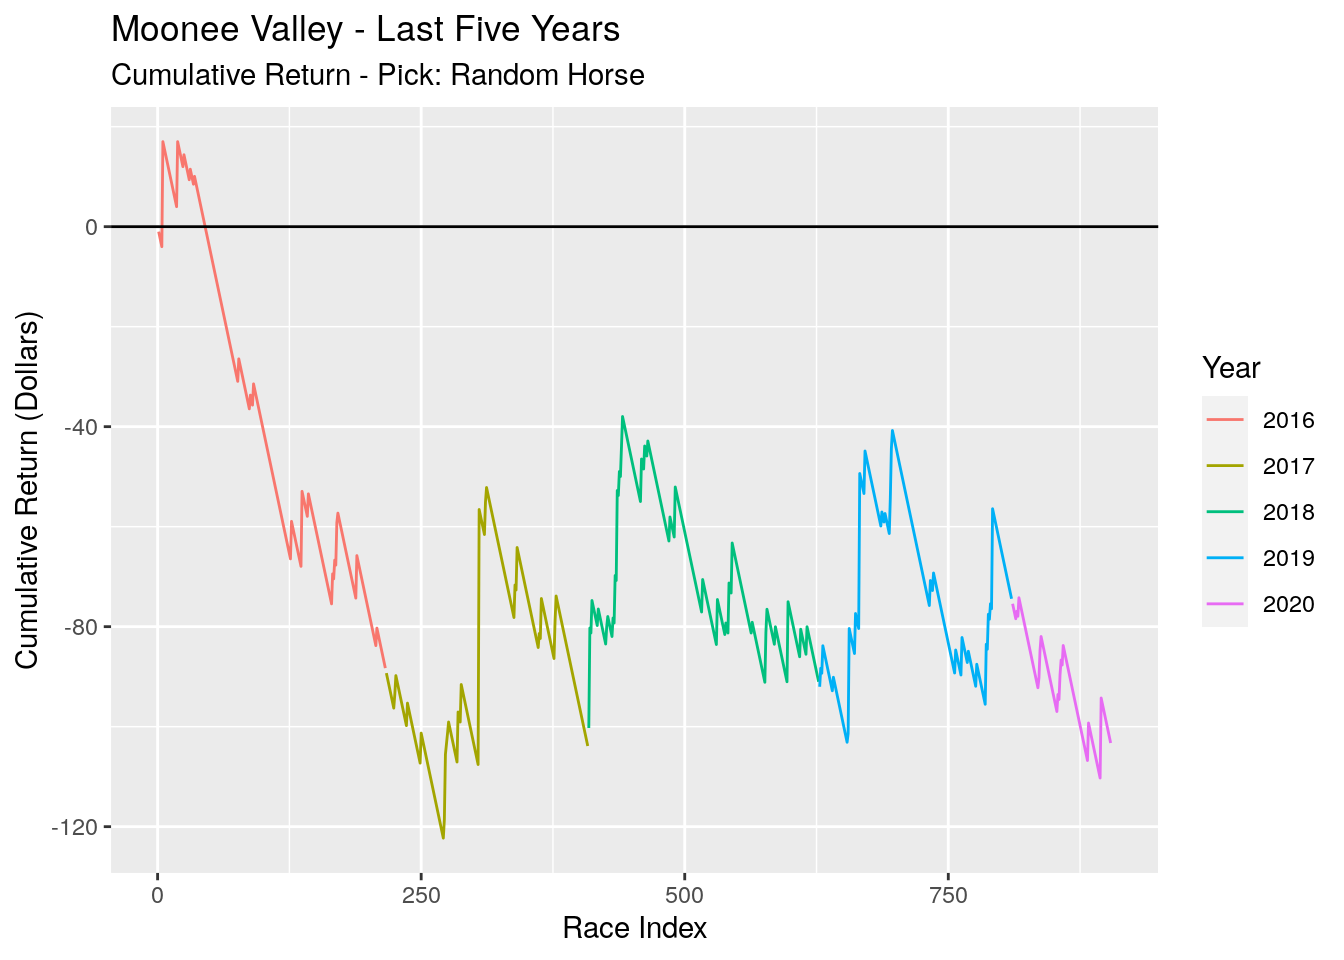 Moonee Valley - Last Five Years
Cumulative Return - Pick: Random Horse
Cumulative Return (Dollars)
0
-40
-80
-120
0
250
500
750
Race Index
Year
2016
2017
2018
2019
2020